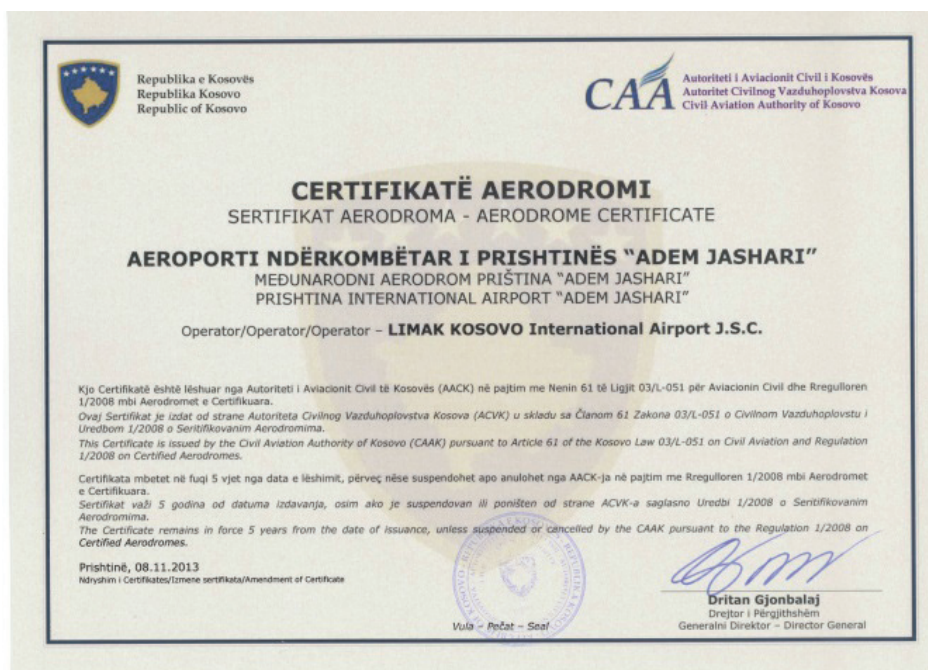 Republika e Kosovës
Republika Kosovo
Republic of Kosovo
CAA
Autoriteti i Aviacionit Civil i Kosovës
Autoritet Civilnog Vazduhoplovstva Kosova
Civil Aviation Authority of Kosovo
CERTIFIKATË AERODROMI
SERTIFIKAT AERODROMA - AERODROME CERTIFICATE
AEROPORTI NDËRKOMBËTAR I PRISHTINËS “ADEM JASHARI”
MEĐUNARODNI AERODROM PRIŠTINA “ADEM JASHARI”
PRISHTINA INTERNATIONAL AIRPORT “ADEM JASHARI”
Operator/Operator/Operator – LIMAK KOSOVO International Airport J.S.C.
Kjo Certifikatë është lëshuar nga Autoriteti i Aviacionit Civil të Kosovës (AACK) në pajtim me Nenin 61 të Ligjit 03/L-051 për Aviacionin Civil dhe Rregulloren
1/2008 mbi Aerodromet e Certifikuara.
Ovaj Sertifikat je izdat od strane Autoriteta Civilnog Vazduhoplovstva Kosova (ACVK) u skladu sa Članom 61 Zakona 03/L-051 o Civilnom Vazduhoplovstu i
Uredbom 1/2008 o Seritifikovanim Aerodromima.
This Certificate is issued by the Civil Aviation Authority of Kosovo (CAAK) pursuant to Article 61 of the Kosovo Law 03/L-051 on Civil Aviation and Regulation
1/2008 on Certified Aerodromes.
Certifikata mbetet në fuqi 5 vjet nga data e lëshimit, përveç nëse suspendohet apo anulohet nga AACK-ja në pajtim me Rregulloren 1/2008 mbi Aerodromet
e Certifikuara.
Sertifikat važi 5 godina od datuma izdavanja, osim ako je suspendovan ili poništen od strane ACVK-a saglasno Uredbi 1/2008 o Sentifikovanim
Aerodromima.
The Certificate remains in force 5 years from the date of issuance, unless suspended or cancelled by the CAAK pursuant to the Regulation 1/2008 on
Certified Aerodromes.
Prishtinë, 08.11.2013
Ndryshim i Certifikates/Izmene sertifikata/Amendment of Certificate
Vula – Pečat – Seal
Dritan Gjonbalaj
Drejtor i Përgjithshëm
Generalni Direktor – Director General